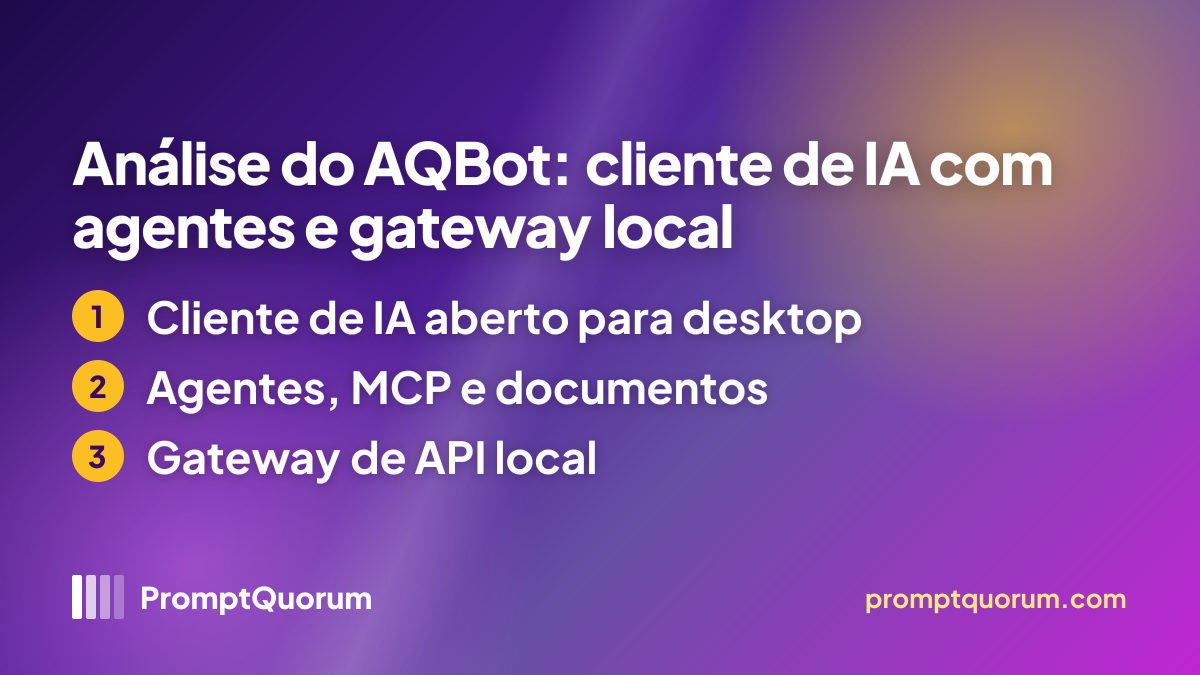 Análise do AQBot: cliente de IA com
agentes e gateway local
1 Cliente de IA aberto para desktop
2 Agentes, MCP e documentos
3 Gateway de API local
PromptQuorum
promptquorum.com